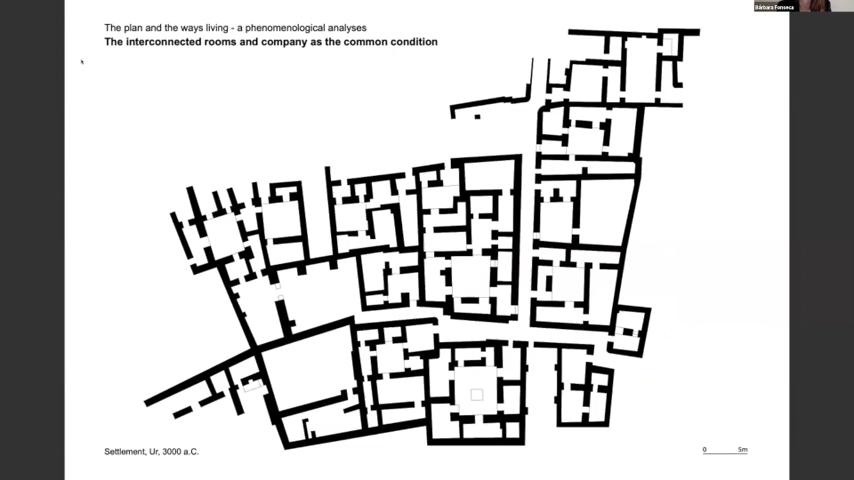 Bárbara Fonseca
The plan and the ways living - a phenomenological analyses
The interconnected rooms and company as the common condition
Settlement, Ur, 3000 a.C.
0 5m